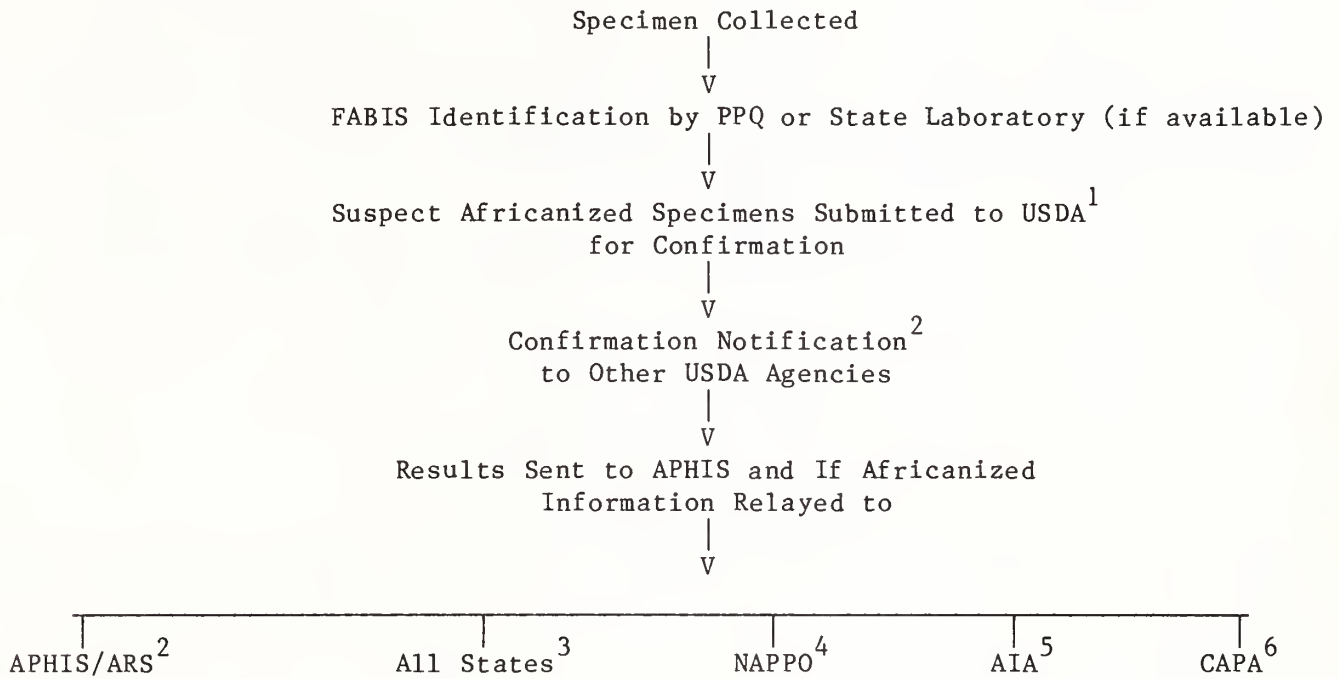 Specimen Collected
|
V
FABIS Identification by PPQ or State Laboratory (if available)
|
V
Suspect Africanized Specimens Submitted to USDA¹
for Confirmation
|
V
Confirmation Notification²
to Other USDA Agencies
|
V
Results Sent to APHIS and If Africanized
Information Relayed to
|
V
APHIS/ARS² All States³ NAPPO⁴ AIA⁵ CAPA⁶